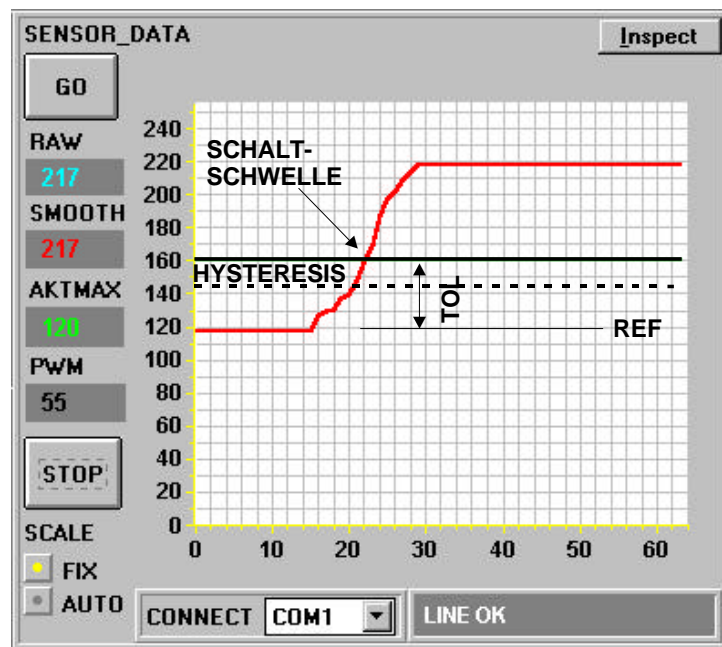 SENSOR_DATA
Inspect
GO
RAW
217
SMOOTH
217
AKTMAX
120
PWM
55
STOP
SCALE
FIX
AUTO
240
220
200
180
160
140
120
100
80
60
40
20
0
SCHALT-
SCHWELLE
HYSTERESIS
TOL
REF
0 10 20 30 40 50 60
CONNECT COM1
LINE OK